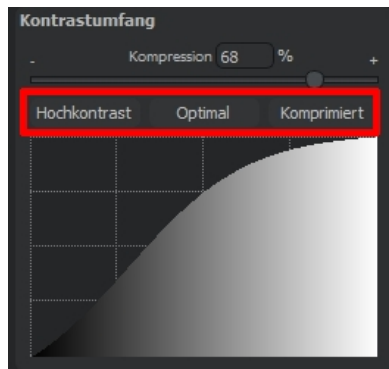 Kontrastumfang
- Kompression 68 % +
Hochkontrast Optimal Komprimiert